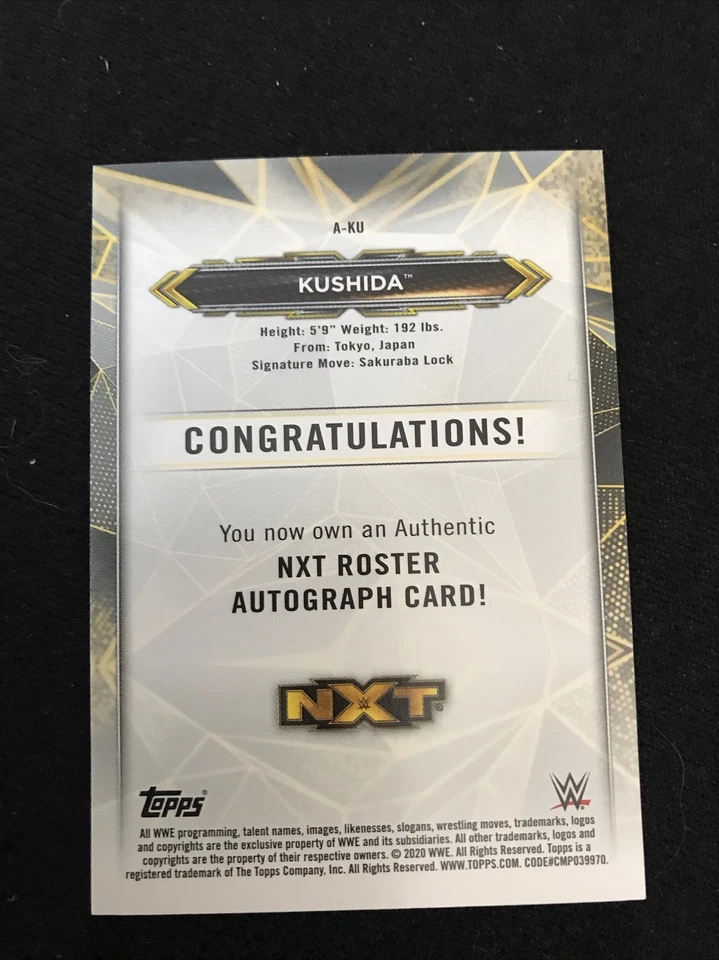 A-KU
KUSHIDA™
Height: 5'9" Weight: 192 lbs.
From: Tokyo, Japan
Signature Move: Sakuraba Lock
CONGRATULATIONS!
You now own an Authentic
NXT ROSTER
AUTOGRAPH CARD!
NXT®
Topps® W
All WWE programming, talent names, images, likenesses, slogans, wrestling moves, trademarks, logos
and copyrights are the exclusive property of WWE and its subsidiaries. All other trademarks, logos and
copyrights are the property of their respective owners. © 2020 WWE. All Rights Reserved. Topps is a
registered trademark of The Topps Company, Inc. All Rights Reserved. WWW.TOPPS.COM. CODE#CMP039970.